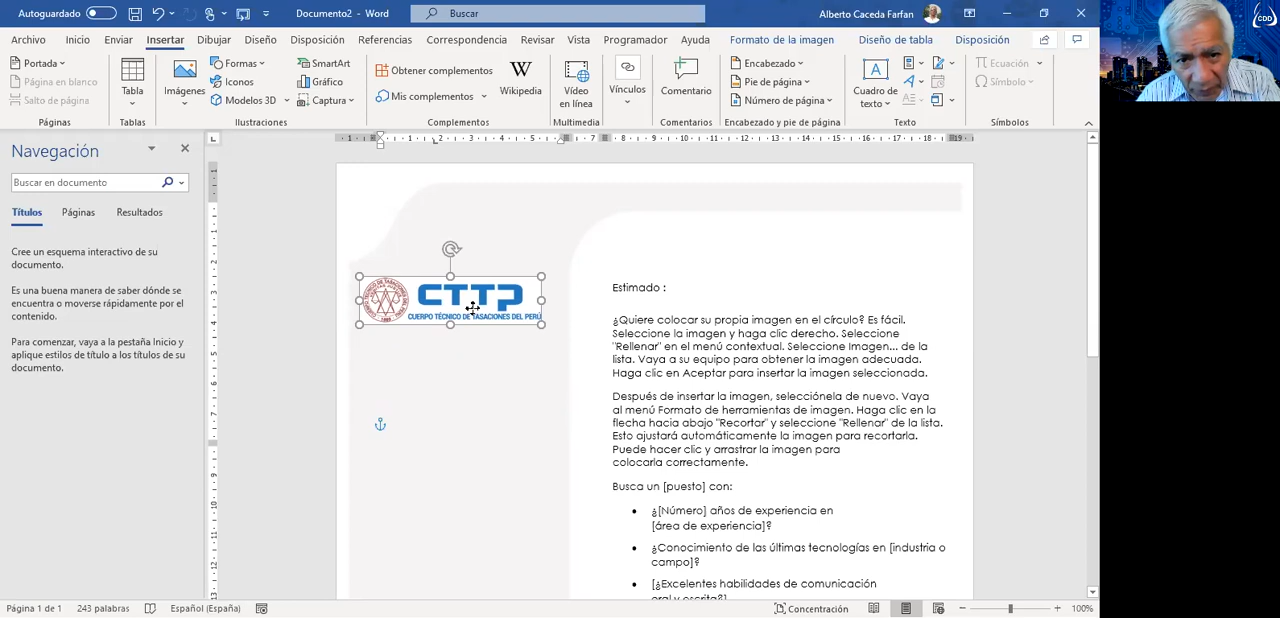 Autoguardado
Documento2 - Word
Buscar
Alberto Caceda Farfan
CDD
Archivo
Inicio
Enviar
Insertar
Dibujar
Diseño
Disposición
Referencias
Correspondencia
Revisar
Vista
Programador
Ayuda
Formato de la imagen
Diseño de tabla
Disposición
Portada
Página en blanco
Salto de página
Páginas
Tabla
Tablas
Imágenes
Formas
Iconos
Modelos 3D
SmartArt
Gráfico
Captura
Ilustraciones
Obtener complementos
Mis complementos
Complementos
W
Wikipedia
Vídeo
en línea
Multimedia
Vínculos
Comentario
Comentarios
Encabezado
Pie de página
Número de página
Encabezado y pie de página
Cuadro de
texto
Texto
Ecuación
Símbolo
Símbolos
Navegación
Buscar en documento
Títulos
Páginas
Resultados
Cree un esquema interactivo de su
documento.
Es una buena manera de saber dónde se
encuentra o moverse rápidamente por el
contenido.
Para comenzar, vaya a la pestaña Inicio y
aplique estilos de título a los títulos de su
documento.
CTTP
CUERPO TÉCNICO DE TASACIONES DEL PERÚ
Estimado :
¿Quiere colocar su propia imagen en el círculo? Es fácil.
Seleccione la imagen y haga clic derecho. Seleccione
"Rellenar" en el menú contextual. Seleccione Imagen... de la
lista. Vaya a su equipo para obtener la imagen adecuada.
Haga clic en Aceptar para insertar la imagen seleccionada.
Después de insertar la imagen, selecciónela de nuevo. Vaya
al menú Formato de herramientas de imagen. Haga clic en la
flecha hacia abajo "Recortar" y seleccione "Rellenar" de la lista.
Esto ajustará automáticamente la imagen para recortarla.
Puede hacer clic y arrastrar la imagen para
colocarla correctamente.
Busca un [puesto] con:
• ¿[Número] años de experiencia en
[área de experiencia]?
• ¿Conocimiento de las últimas tecnologías en [industria o
campo]?
• [¿Excelentes habilidades de comunicación
oral y escrita?]
Página 1 de 1
243 palabras
Español (España)
Concentración
100%